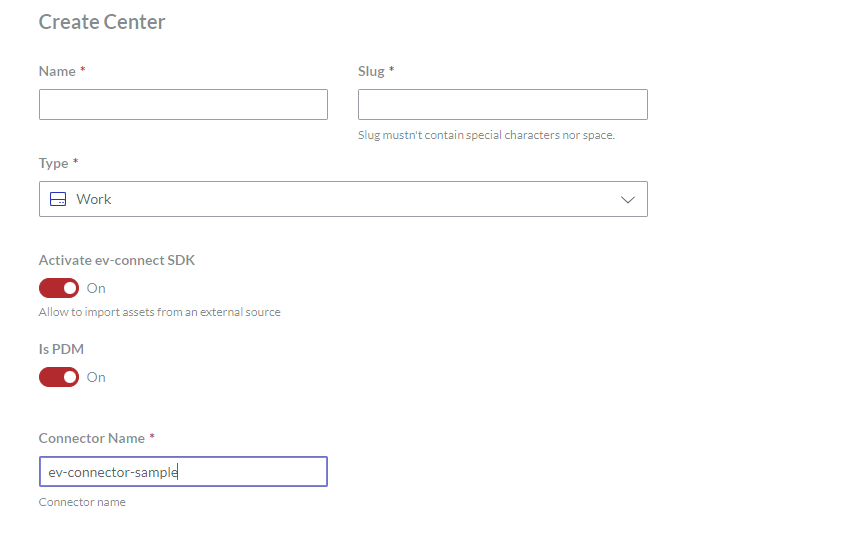 Create Center
Name *
Slug *
Slug mustn't contain special characters nor space.
Type *
Work
Activate ev-connect SDK
On
Allow to import assets from an external source
Is PDM
On
Connector Name *
ev-connector-sample
Connector name